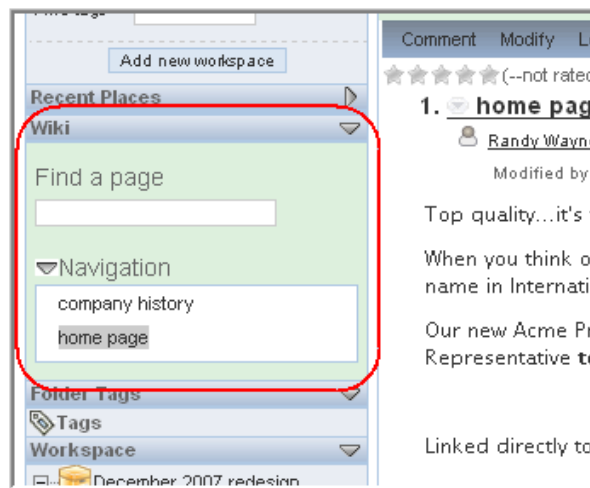 Add new workspace
Recent Places
Wiki
Find a page
Navigation
company history
home page
Folder Tags
Tags
Workspace
December 2007 redesign
Comment Modify
(--not rated
1. home pag
Randy Wayne
Modified by
Top quality...it's
When you think o
name in Internati
Our new Acme Pr
Representative
Linked directly to